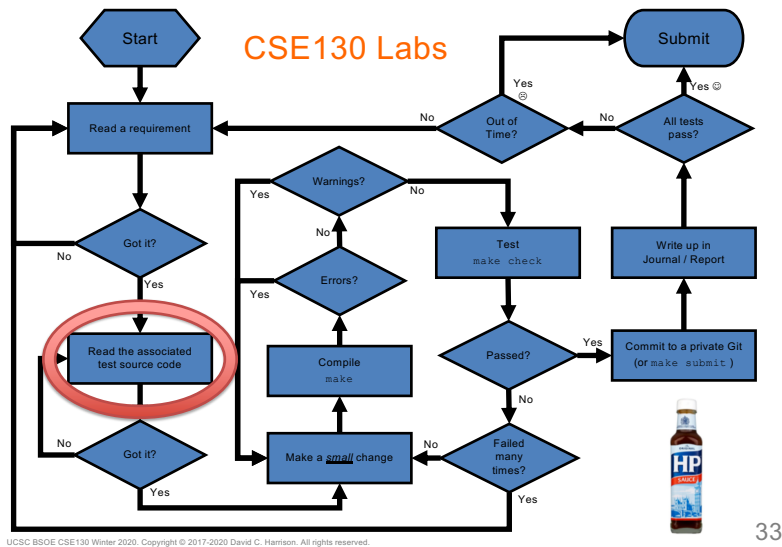 CSE130 Labs
Start
Submit
Yes
☹
Yes ☺
Read a requirement
No
Out of
Time?
No
All tests
pass?
Warnings?
Yes
No
Got it?
No
Yes
No
Test
make check
Write up in
Journal / Report
Errors?
Yes
Read the associated
test source code
Compile
make
Passed?
Yes
Commit to a private Git
(or make submit )
No
No
Got it?
Yes
Make a small change
No
Failed
many
times?
Yes
HP
SAUCE
UCSC BSOE CSE130 Winter 2020. Copyright © 2017-2020 David C. Harrison. All rights reserved.
33